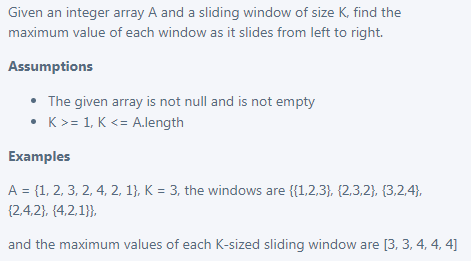 Given an integer array A and a sliding window of size K, find the
maximum value of each window as it slides from left to right.
Assumptions
• The given array is not null and is not empty
• K >= 1, K <= A.length
Examples
A = {1, 2, 3, 2, 4, 2, 1}, K = 3, the windows are {{1,2,3}, {2,3,2}, {3,2,4},
{2,4,2}, {4,2,1}},
and the maximum values of each K-sized sliding window are [3, 3, 4, 4, 4]